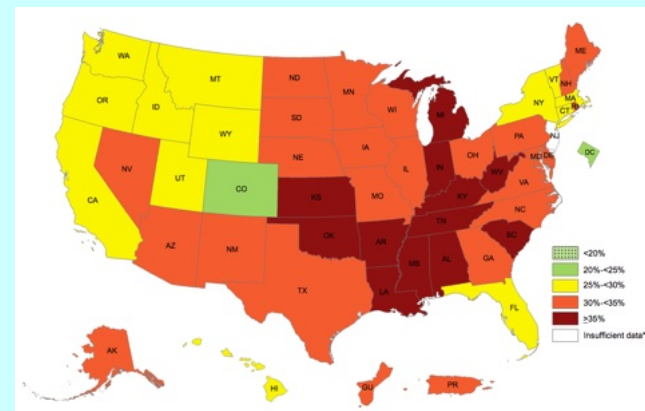 WA
MT
ND
MN
ME
VT
NH
OR
ID
SD
WI
MI
NY
MA
CT
RI
WY
NE
IA
PA
NJ
NV
UT
CO
IL
IN
OH
MD
DE
DC
WV
VA
CA
KS
MO
KY
NC
TN
AZ
NM
OK
AR
SC
MS
AL
GA
TX
LA
FL
AK
HI
GU
PR
<20%
20%-<25%
25%-<30%
30%-<35%
≥35%
Insufficient data*